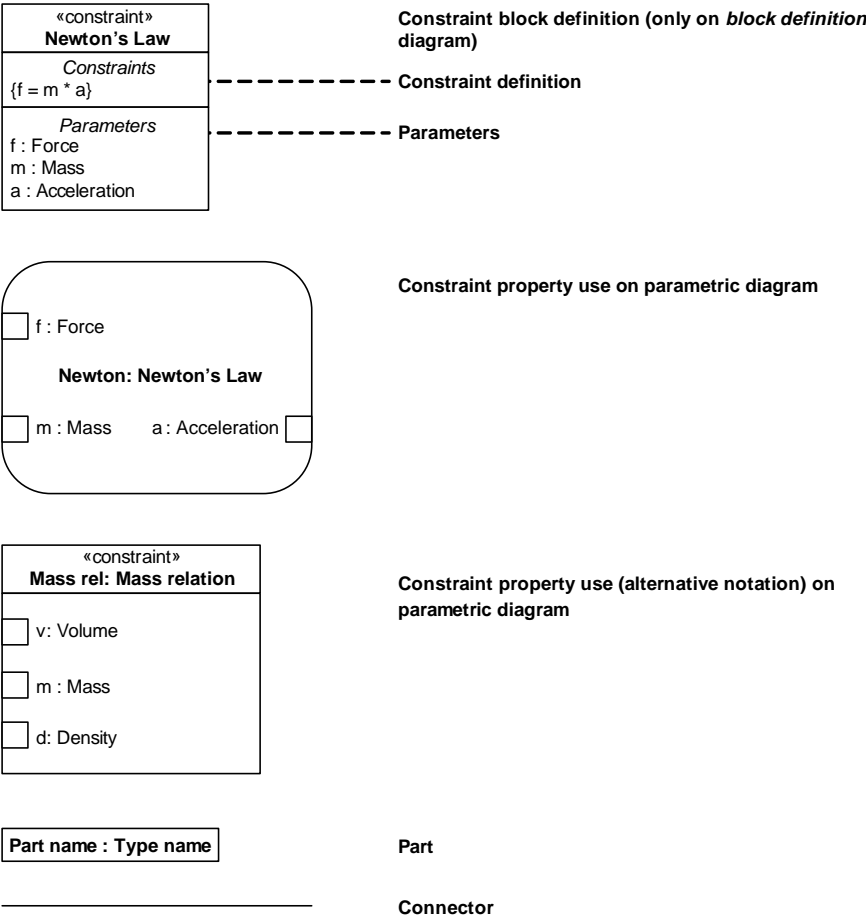 «constraint»
Newton’s Law
Constraints
{f = m * a}
Parameters
f : Force
m : Mass
a : Acceleration
Constraint block definition (only on block definition
diagram)
Constraint definition
Parameters
f : Force
Newton: Newton’s Law
m : Mass a : Acceleration
Constraint property use on parametric diagram
«constraint»
Mass rel: Mass relation
v: Volume
m : Mass
d: Density
Constraint property use (alternative notation) on
parametric diagram
Part name : Type name
Part
Connector